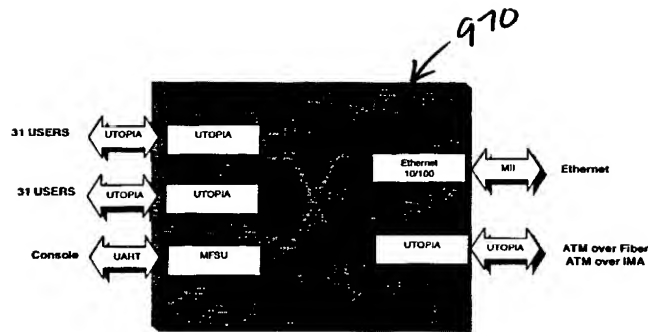 970
31 USERS
UTOPIA
UTOPIA
31 USERS
UTOPIA
UTOPIA
Console
UART
MFSU
Ethernet
10/100
MII
Ethernet
UTOPIA
UTOPIA
ATM over Fiber
ATM over IMA